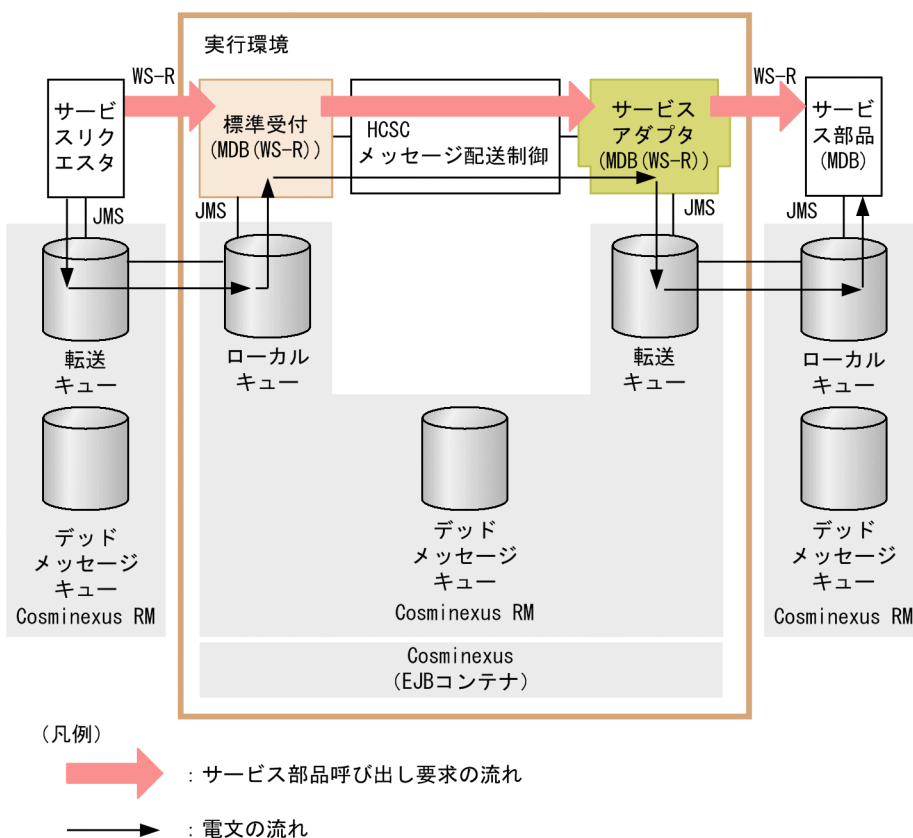 実行環境
WS-R
WS-R
サービ
スリク
エスタ
標準受付
(MDB(WS-R))
HCSC
メッセージ配送制御
サービス
アダプタ
(MDB(WS-R))
サービ
ス部品
(MDB)
JMS
JMS
JMS
JMS
転送
キュー
ローカル
キュー
転送
キュー
ローカル
キュー
デッド
メッセージ
キュー
デッド
メッセージ
キュー
デッド
メッセージ
キュー
Cosminexus RM
Cosminexus RM
Cosminexus RM
Cosminexus
(EJBコンテナ)
(凡例)
：サービス部品呼び出し要求の流れ
：電文の流れ